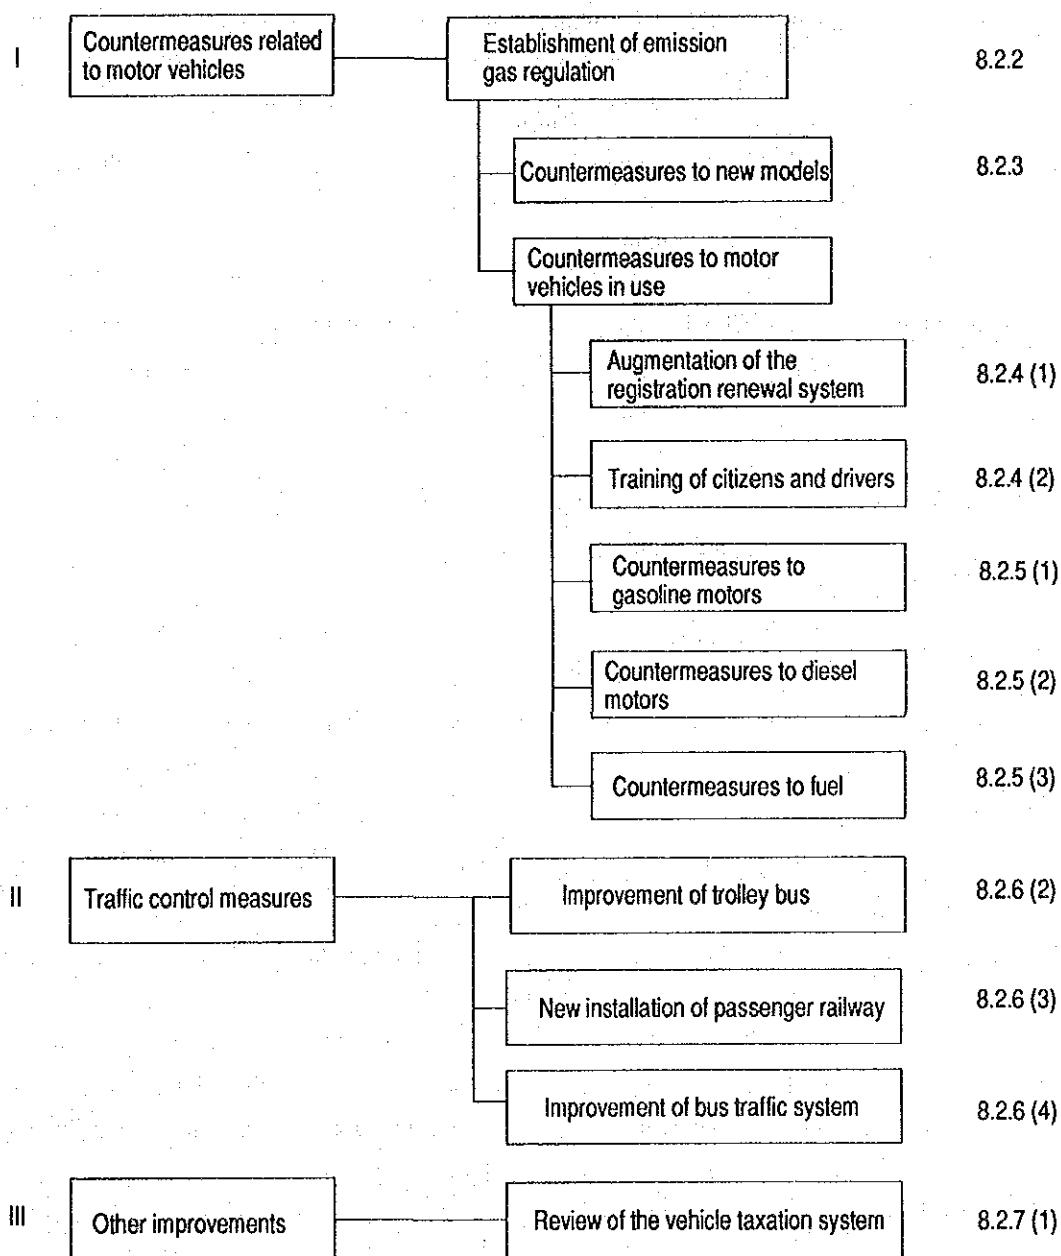 I
Countermeasures related
to motor vehicles
Establishment of emission
gas regulation
8.2.2
Countermeasures to new models
8.2.3
Countermeasures to motor
vehicles in use
Augmentation of the
registration renewal system
8.2.4 (1)
Training of citizens and drivers
8.2.4 (2)
Countermeasures to
gasoline motors
8.2.5 (1)
Countermeasures to diesel
motors
8.2.5 (2)
Countermeasures to fuel
8.2.5 (3)
II
Traffic control measures
Improvement of trolley bus
8.2.6 (2)
New installation of passenger railway
8.2.6 (3)
Improvement of bus traffic system
8.2.6 (4)
III
Other improvements
Review of the vehicle taxation system
8.2.7 (1)